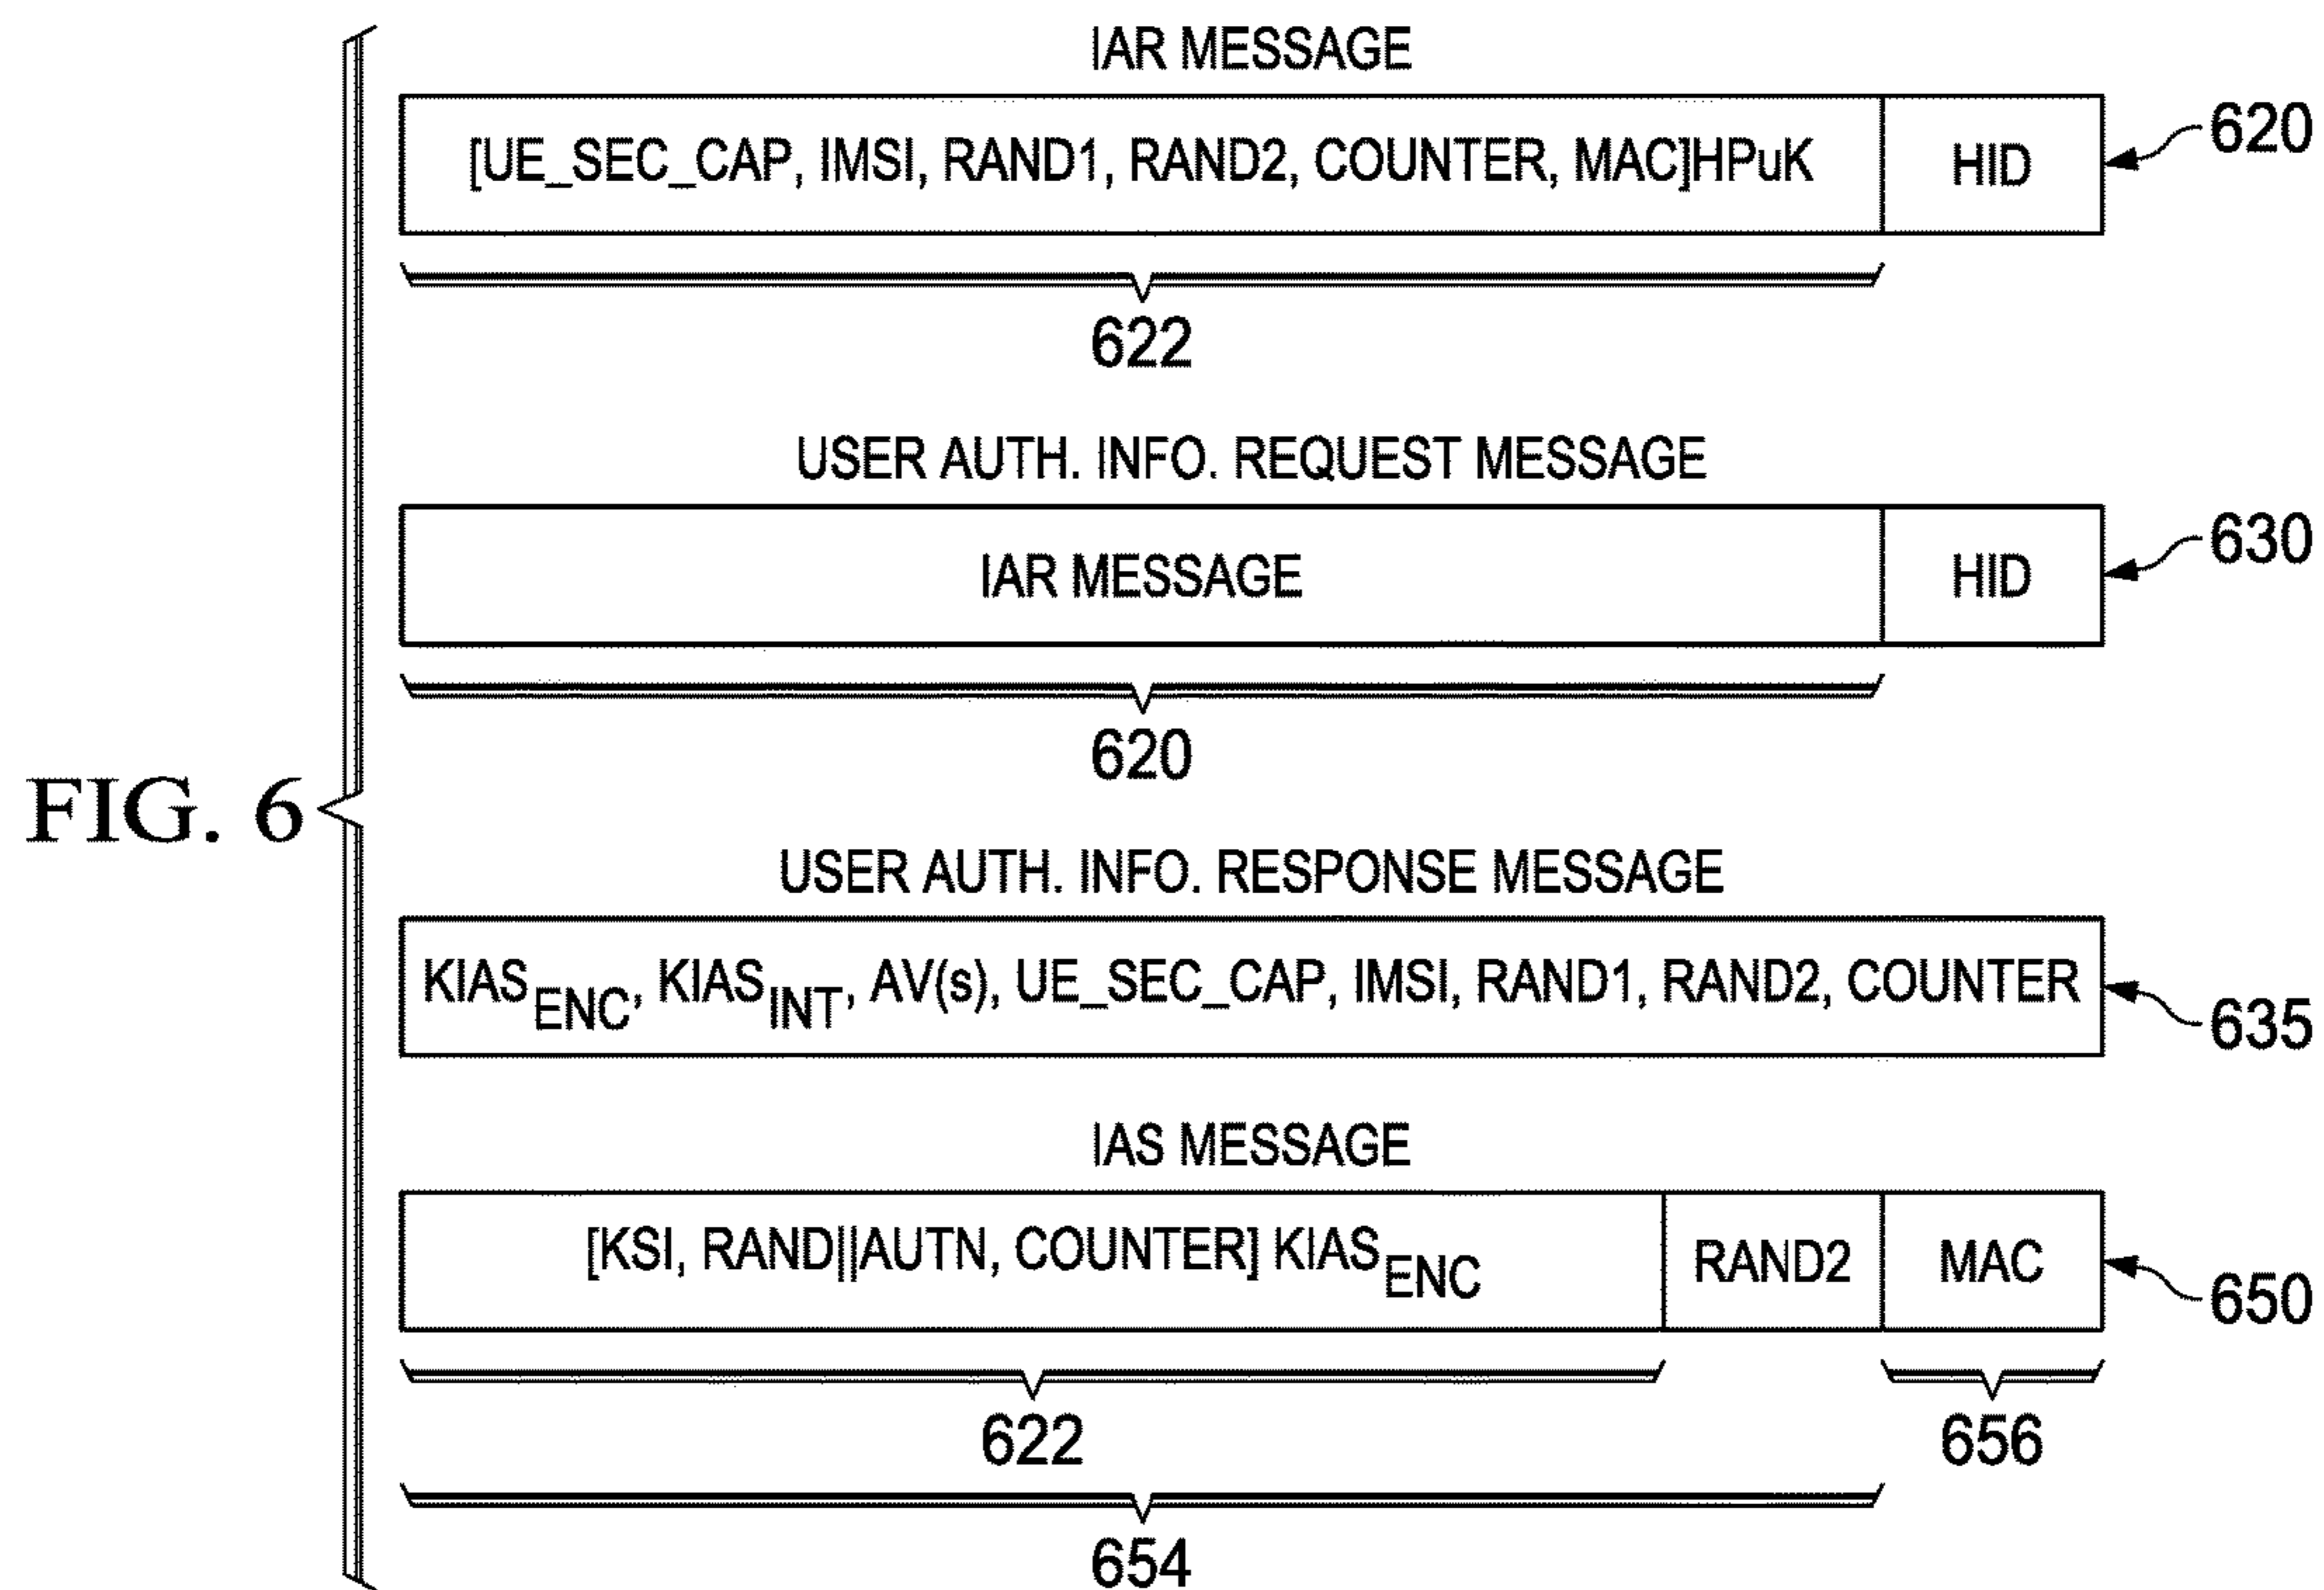 IAR MESSAGE
[UE_SEC_CAP, IMSI, RAND1, RAND2, COUNTER, MAC]HPuK HID 620
622
USER AUTH. INFO. REQUEST MESSAGE
IAR MESSAGE HID 630
620
FIG. 6
USER AUTH. INFO. RESPONSE MESSAGE
KIASENC, KIASINT, AV(s), UE_SEC_CAP, IMSI, RAND1, RAND2, COUNTER 635
IAS MESSAGE
[KSI, RAND||AUTN, COUNTER] KIASENC RAND2 MAC 650
622 656
654